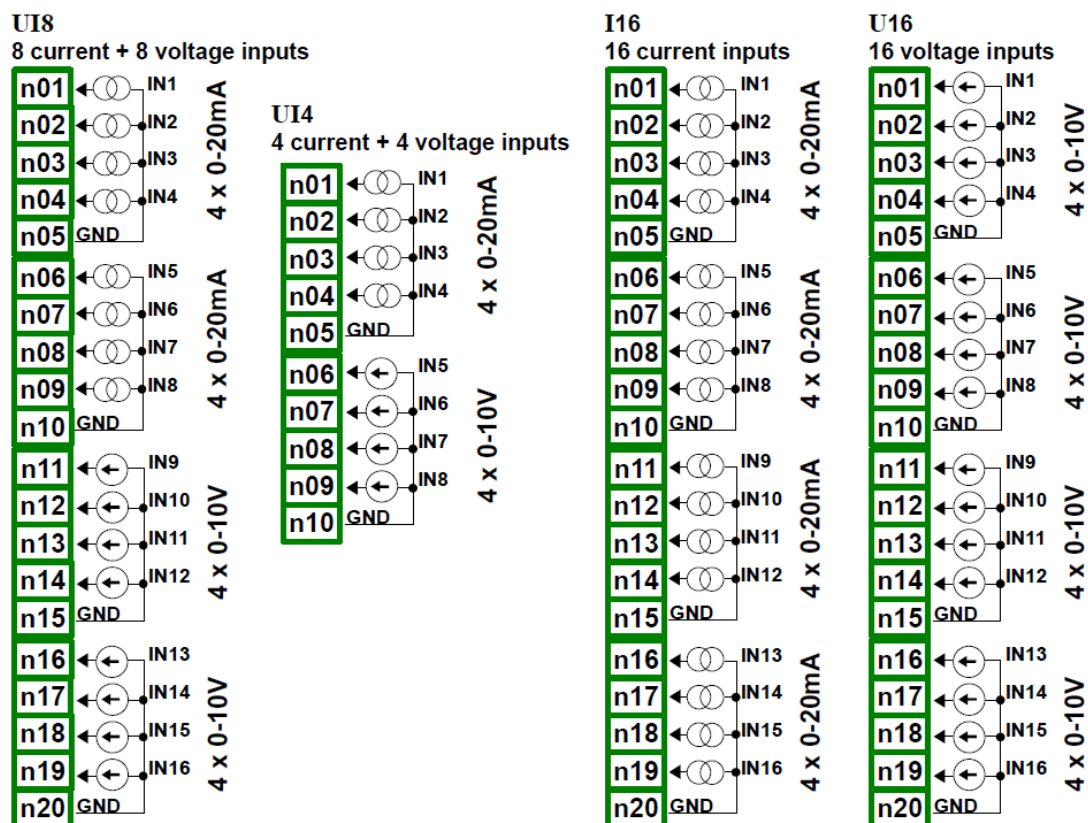 UI8
8 current + 8 voltage inputs
n01 IN1
n02 IN2
n03 IN3
n04 IN4
n05 GND
4 x 0-20mA
n06 IN5
n07 IN6
n08 IN7
n09 IN8
n10 GND
4 x 0-20mA
n11 IN9
n12 IN10
n13 IN11
n14 IN12
n15 GND
4 x 0-10V
n16 IN13
n17 IN14
n18 IN15
n19 IN16
n20 GND
4 x 0-10V
UI4
4 current + 4 voltage inputs
n01 IN1
n02 IN2
n03 IN3
n04 IN4
n05 GND
4 x 0-20mA
n06 IN5
n07 IN6
n08 IN7
n09 IN8
n10 GND
4 x 0-10V
I16
16 current inputs
n01 IN1
n02 IN2
n03 IN3
n04 IN4
n05 GND
4 x 0-20mA
n06 IN5
n07 IN6
n08 IN7
n09 IN8
n10 GND
4 x 0-20mA
n11 IN9
n12 IN10
n13 IN11
n14 IN12
n15 GND
4 x 0-20mA
n16 IN13
n17 IN14
n18 IN15
n19 IN16
n20 GND
4 x 0-20mA
U16
16 voltage inputs
n01 IN1
n02 IN2
n03 IN3
n04 IN4
n05 GND
4 x 0-10V
n06 IN5
n07 IN6
n08 IN7
n09 IN8
n10 GND
4 x 0-10V
n11 IN9
n12 IN10
n13 IN11
n14 IN12
n15 GND
4 x 0-10V
n16 IN13
n17 IN14
n18 IN15
n19 IN16
n20 GND
4 x 0-10V